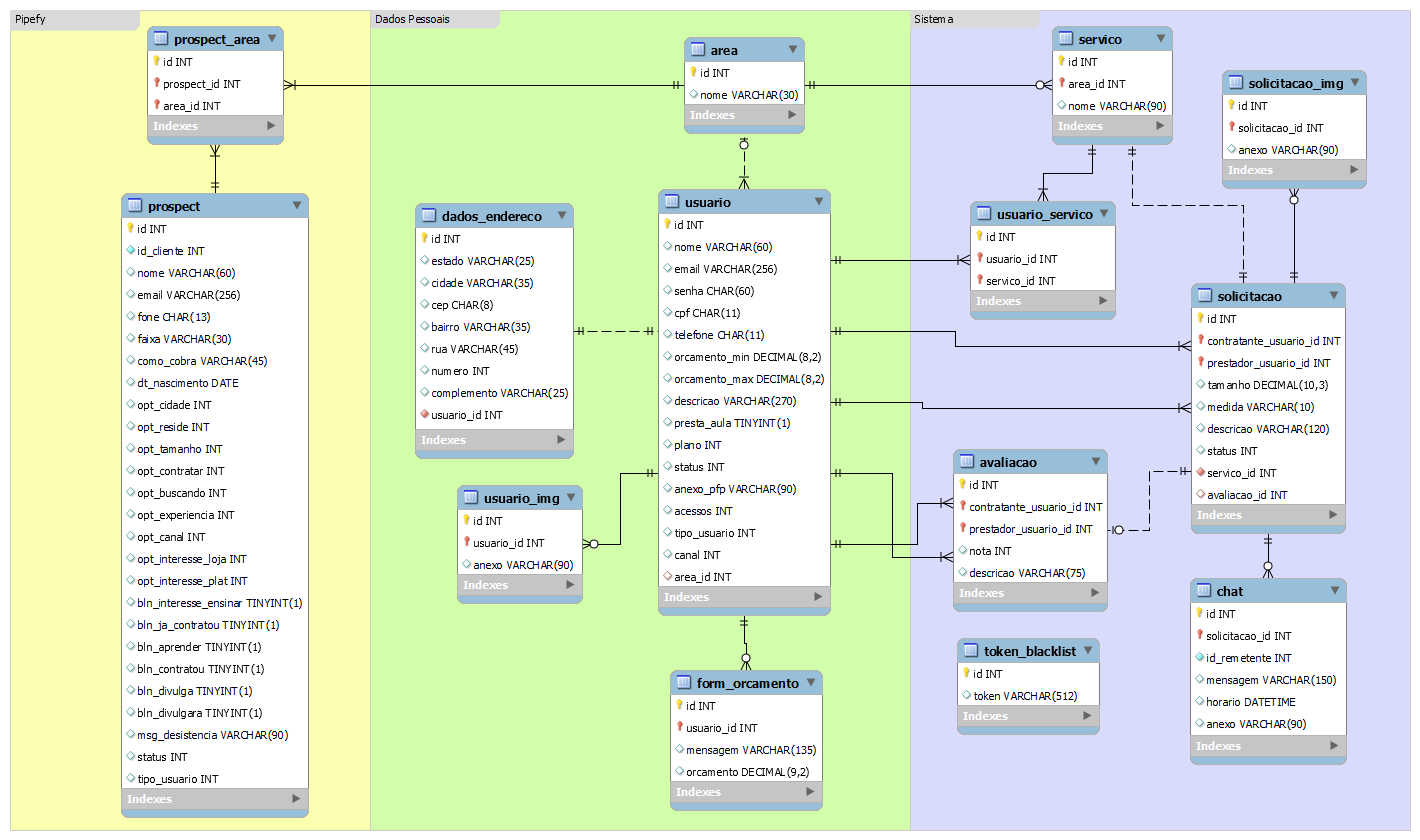 Pipefy
prospect_area
id INT
prospect_id INT
area_id INT
Indexes
prospect
id INT
id_cliente INT
nome VARCHAR(60)
email VARCHAR(256)
fone CHAR(13)
faixa VARCHAR(30)
como_cobra VARCHAR(45)
dt_nascimento DATE
opt_cidade INT
opt_reside INT
opt_tamanho INT
opt_contratar INT
opt_buscando INT
opt_experiencia INT
opt_canal INT
opt_interesse_loja INT
opt_interesse_plat INT
bln_interesse_ensinar TINYINT(1)
bln_ja_contratou TINYINT(1)
bln_aprender TINYINT(1)
bln_contratou TINYINT(1)
bln_divulga TINYINT(1)
bln_divulgara TINYINT(1)
msg_desistencia VARCHAR(90)
status INT
tipo_usuario INT
Indexes
Dados Pessoais
area
id INT
nome VARCHAR(30)
Indexes
dados_endereco
id INT
estado VARCHAR(25)
cidade VARCHAR(35)
cep CHAR(8)
bairro VARCHAR(35)
rua VARCHAR(45)
numero INT
complemento VARCHAR(25)
usuario_id INT
Indexes
usuario
id INT
nome VARCHAR(60)
email VARCHAR(256)
senha CHAR(60)
cpf CHAR(11)
telefone CHAR(11)
orcamento_min DECIMAL(8,2)
orcamento_max DECIMAL(8,2)
descricao VARCHAR(270)
presta_aula TINYINT(1)
plano INT
status INT
anexo_pfp VARCHAR(90)
acessos INT
tipo_usuario INT
canal INT
area_id INT
Indexes
usuario_img
id INT
usuario_id INT
anexo VARCHAR(90)
Indexes
form_orcamento
id INT
usuario_id INT
mensagem VARCHAR(135)
orcamento DECIMAL(9,2)
Indexes
Sistema
servico
id INT
area_id INT
nome VARCHAR(90)
Indexes
solicitacao_img
id INT
solicitacao_id INT
anexo VARCHAR(90)
Indexes
usuario_servico
id INT
usuario_id INT
servico_id INT
Indexes
solicitacao
id INT
contratante_usuario_id INT
prestador_usuario_id INT
tamanho DECIMAL(10,3)
medida VARCHAR(10)
descricao VARCHAR(120)
status INT
servico_id INT
avaliacao_id INT
Indexes
avaliacao
id INT
contratante_usuario_id INT
prestador_usuario_id INT
nota INT
descricao VARCHAR(75)
Indexes
token_blacklist
id INT
token VARCHAR(512)
Indexes
chat
id INT
solicitacao_id INT
id_remetente INT
mensagem VARCHAR(150)
horario DATETIME
anexo VARCHAR(90)
Indexes